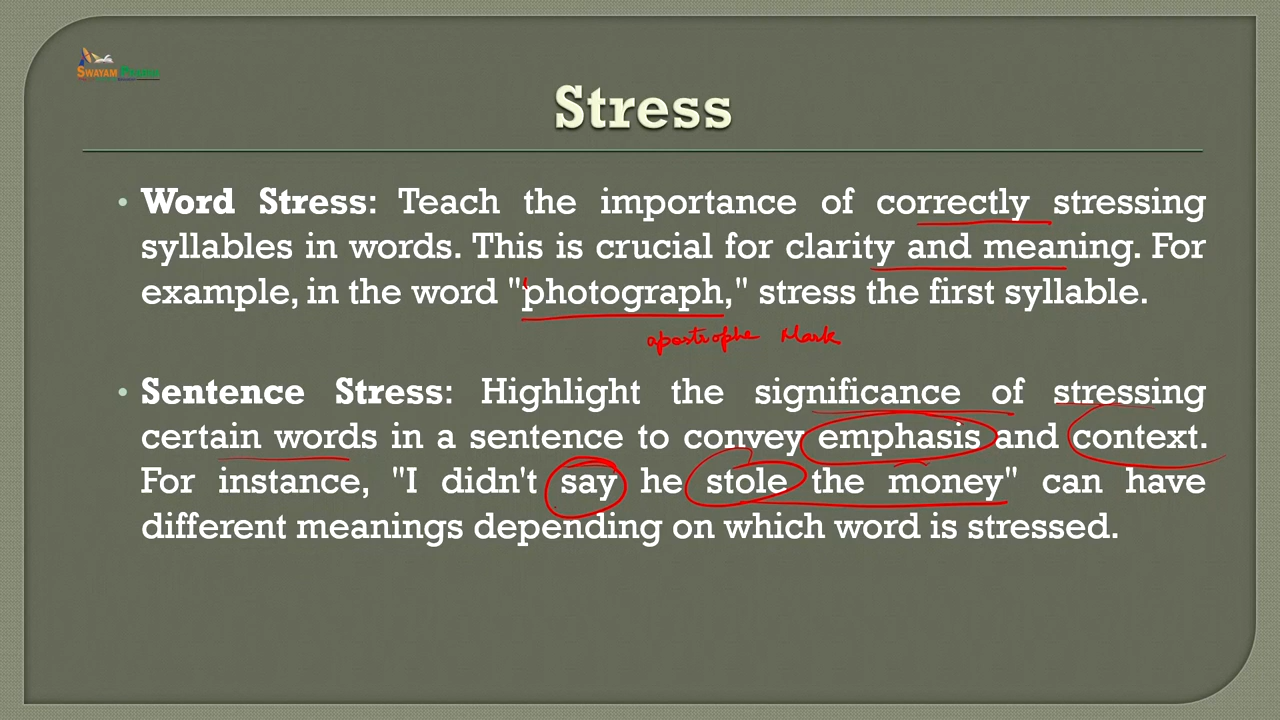 SWAYAM PRABHA
Stress
• Word Stress: Teach the importance of correctly stressing
syllables in words. This is crucial for clarity and meaning. For
example, in the word "photograph," stress the first syllable.
apostrophe Mark
• Sentence Stress: Highlight the significance of stressing
certain words in a sentence to convey emphasis and context.
For instance, "I didn't say he stole the money" can have
different meanings depending on which word is stressed.